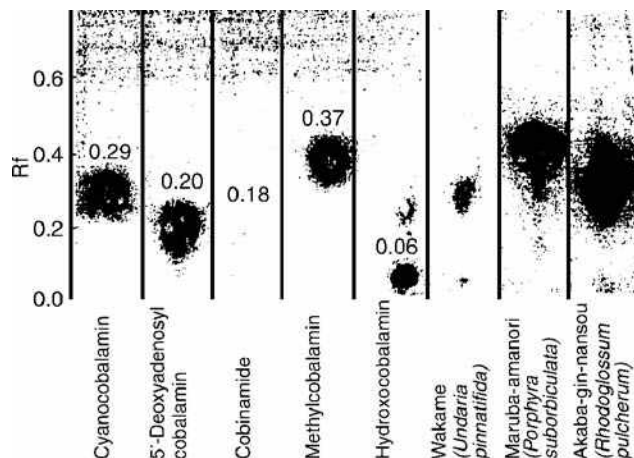 Rf
0.6
0.4
0.2
0.0
0.29
0.20
0.18
0.37
0.06
Cyanocobalamin
5'-Deoxyadenosyl
cobalamin
Cobinamide
Methylcobalamin
Hydroxocobalamin
Wakame
(Undaria
pinnatifida)
Maruba-amanori
(Porphyra
suborbiculata)
Akaba-gin-nansou
(Rhodoglossum
pulcherum)